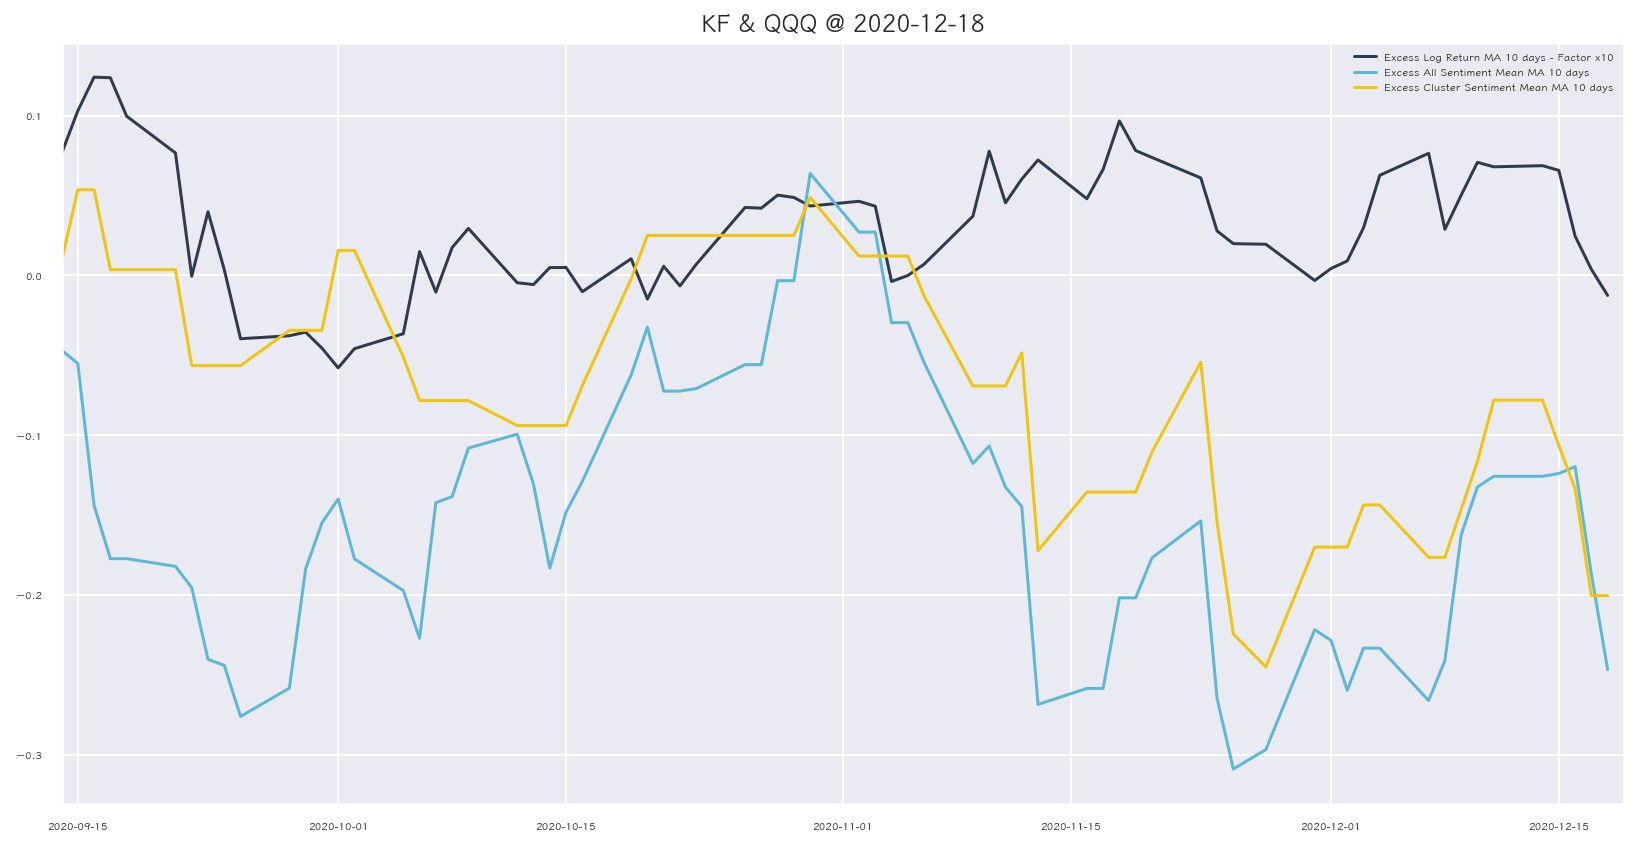 KF & QQQ @ 2020-12-18
Excess Log Return MA 10 days - Factor x10
Excess All Sentiment Mean MA 10 days
Excess Cluster Sentiment Mean MA 10 days
0.1
0.0
−0.1
−0.2
−0.3
2020-09-15 2020-10-01 2020-10-15 2020-11-01 2020-11-15 2020-12-01 2020-12-15